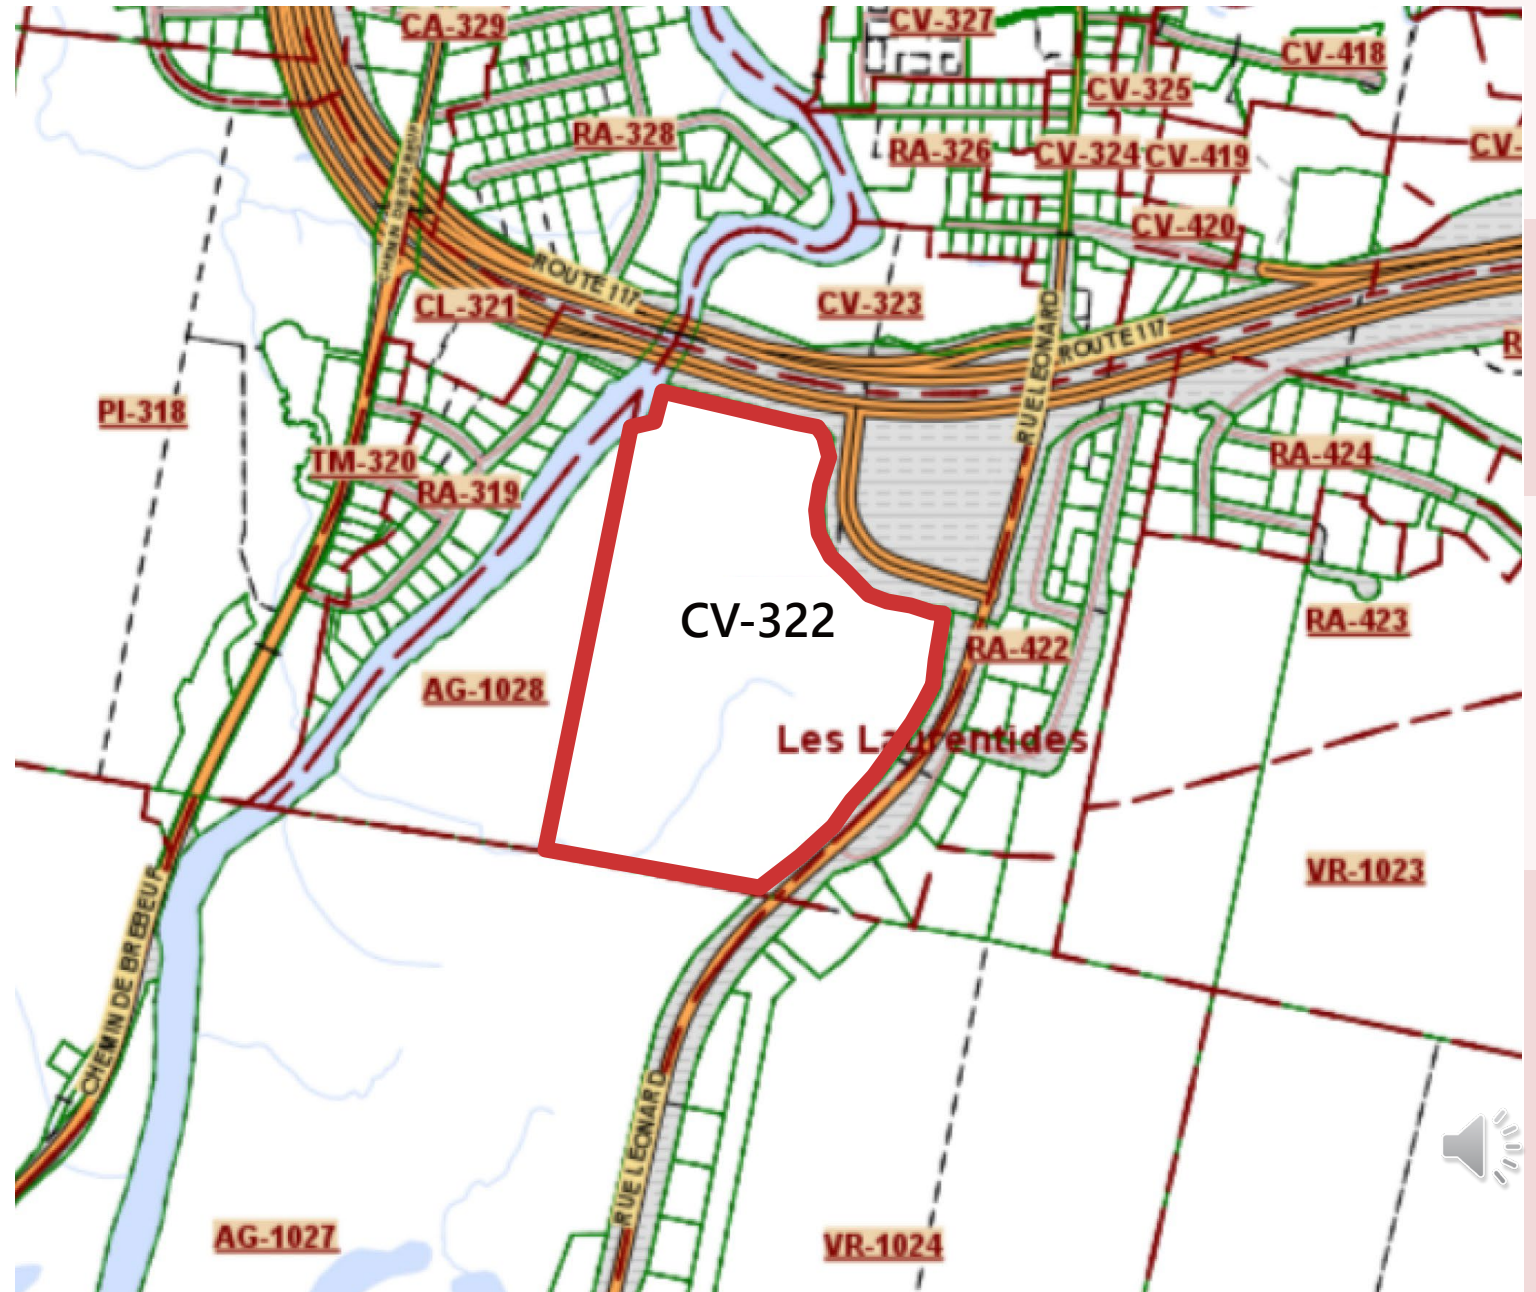 CA-329
CV-327
CV-418
CV-325
RA-328
RA-326
CV-324
CV-419
CV-
CHEMIN DE BREBEUF
CV-420
ROUTE 117
CL-321
CV-323
RUE LEONARD
ROUTE 117
R
PI-318
TM-320
RA-319
RA-424
CV-322
RA-423
RA-422
AG-1028
Les Laurentides
VR-1023
CHEMIN DE BREBEUF
RUE LEONARD
AG-1027
VR-1024